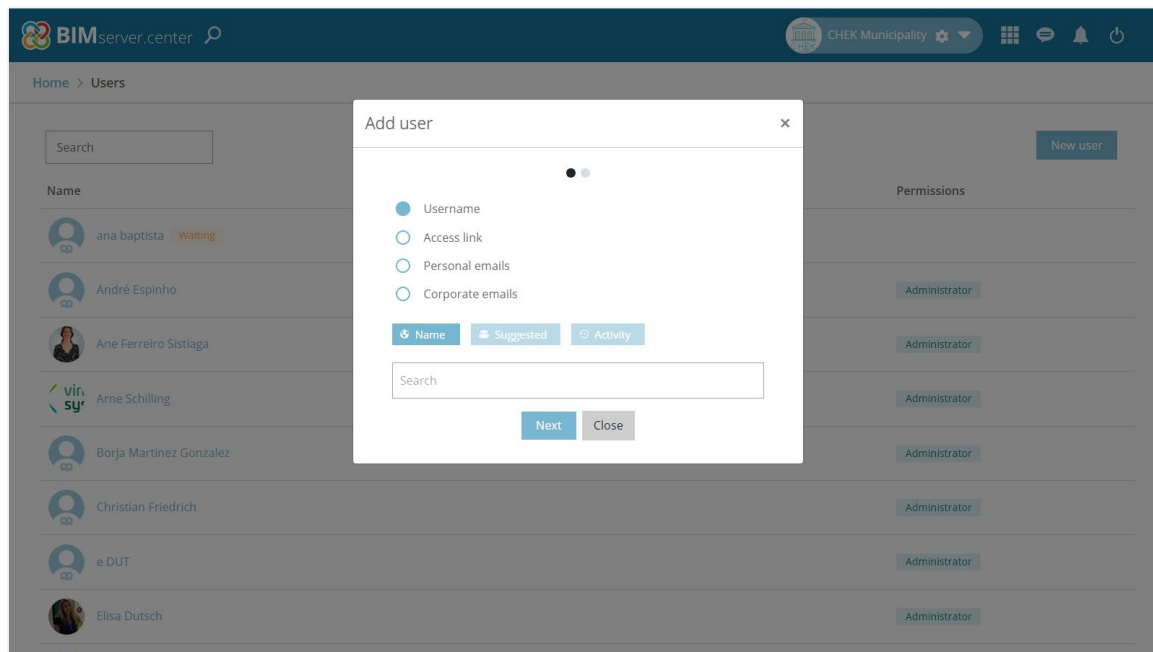 BIMserver.center CHEK Municipality
CHEK
Home > Users
Add user ×
Search New user
Name Permissions
Username
ana baptista Waiting
Access link
Personal emails
André Espinho Administrator
Corporate emails
Name Suggested Activity
Ane Ferreiro Sistiaga Administrator
Search
Arne Schilling Administrator
Next Close
Borja Martinez Gonzalez Administrator
Christian Friedrich Administrator
e DUT Administrator
Elisa Dutsch Administrator